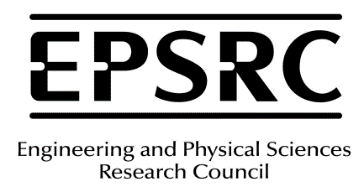 EPSRC
Engineering and Physical Sciences
Research Council